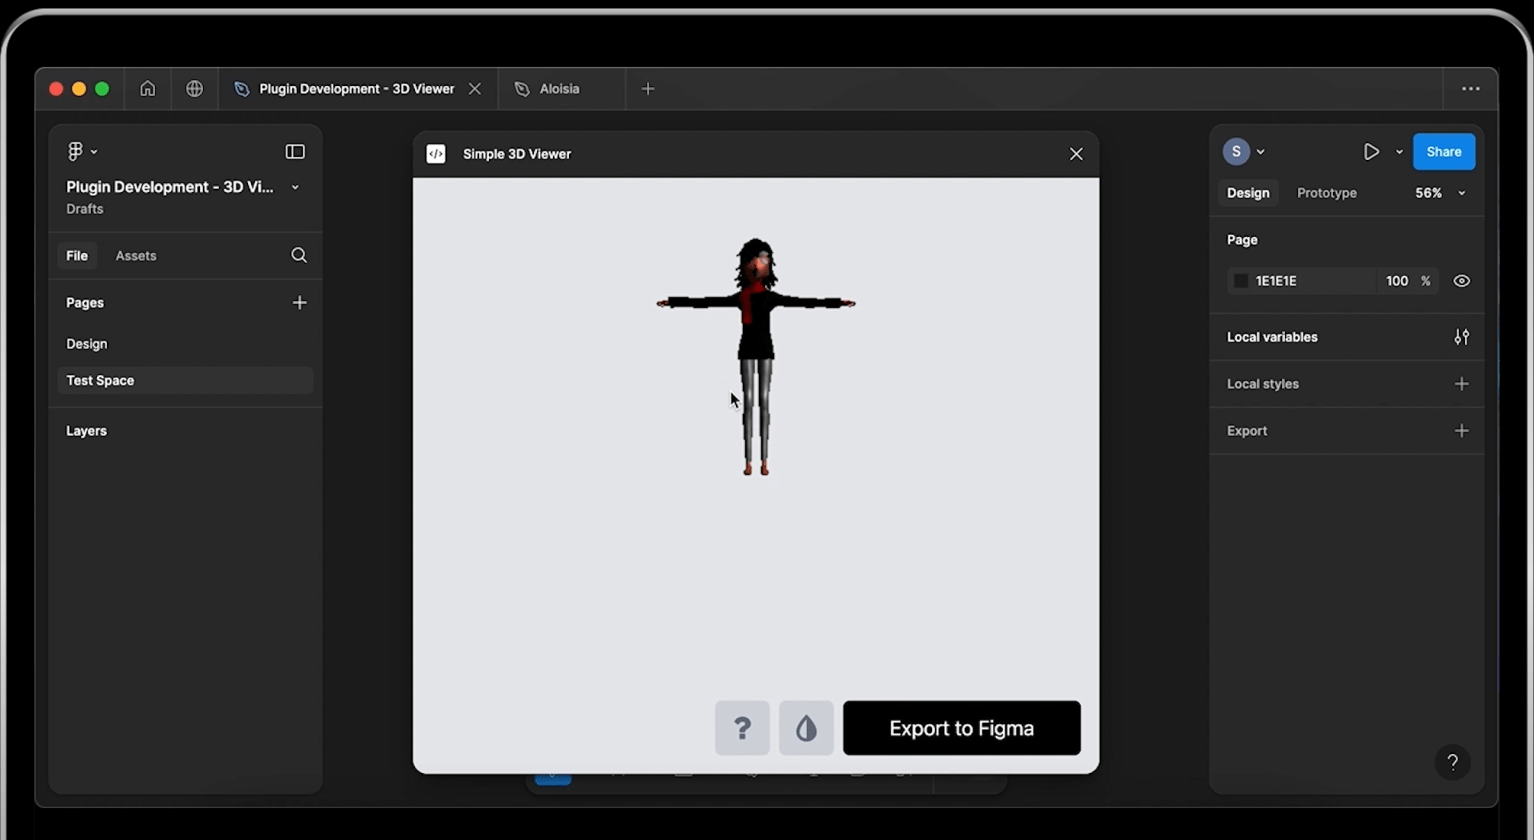 Plugin Development - 3D Viewer
Aloisia
Plugin Development - 3D Vi...
Drafts
File
Assets
Pages
Design
Test Space
Layers
</>
Simple 3D Viewer
?
Export to Figma
S
Share
Design
Prototype
56%
Page
1E1E1E
100
%
Local variables
Local styles
Export
?